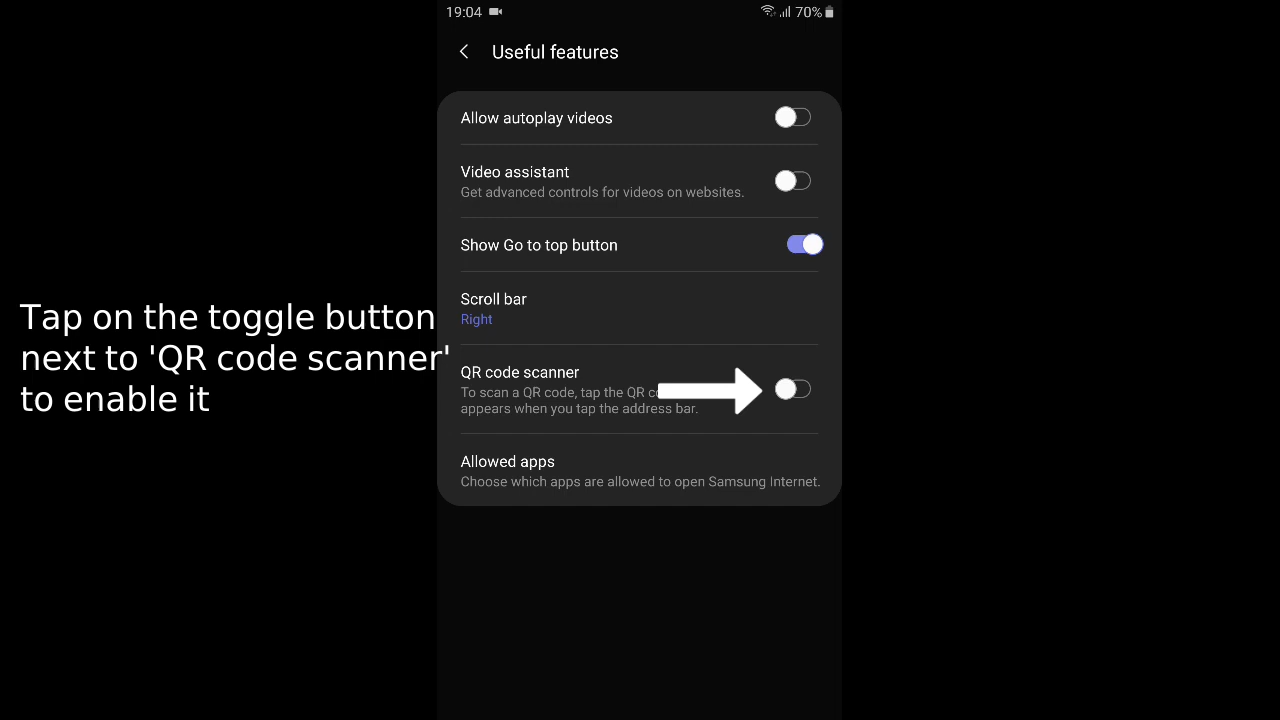 19:04
70%
Useful features
Allow autoplay videos
Video assistant
Get advanced controls for videos on websites.
Show Go to top button
Scroll bar
Right
QR code scanner
To scan a QR code, tap the QR
appears when you tap the address bar.
Allowed apps
Choose which apps are allowed to open Samsung Internet.
Tap on the toggle button
next to 'QR code scanner'
to enable it